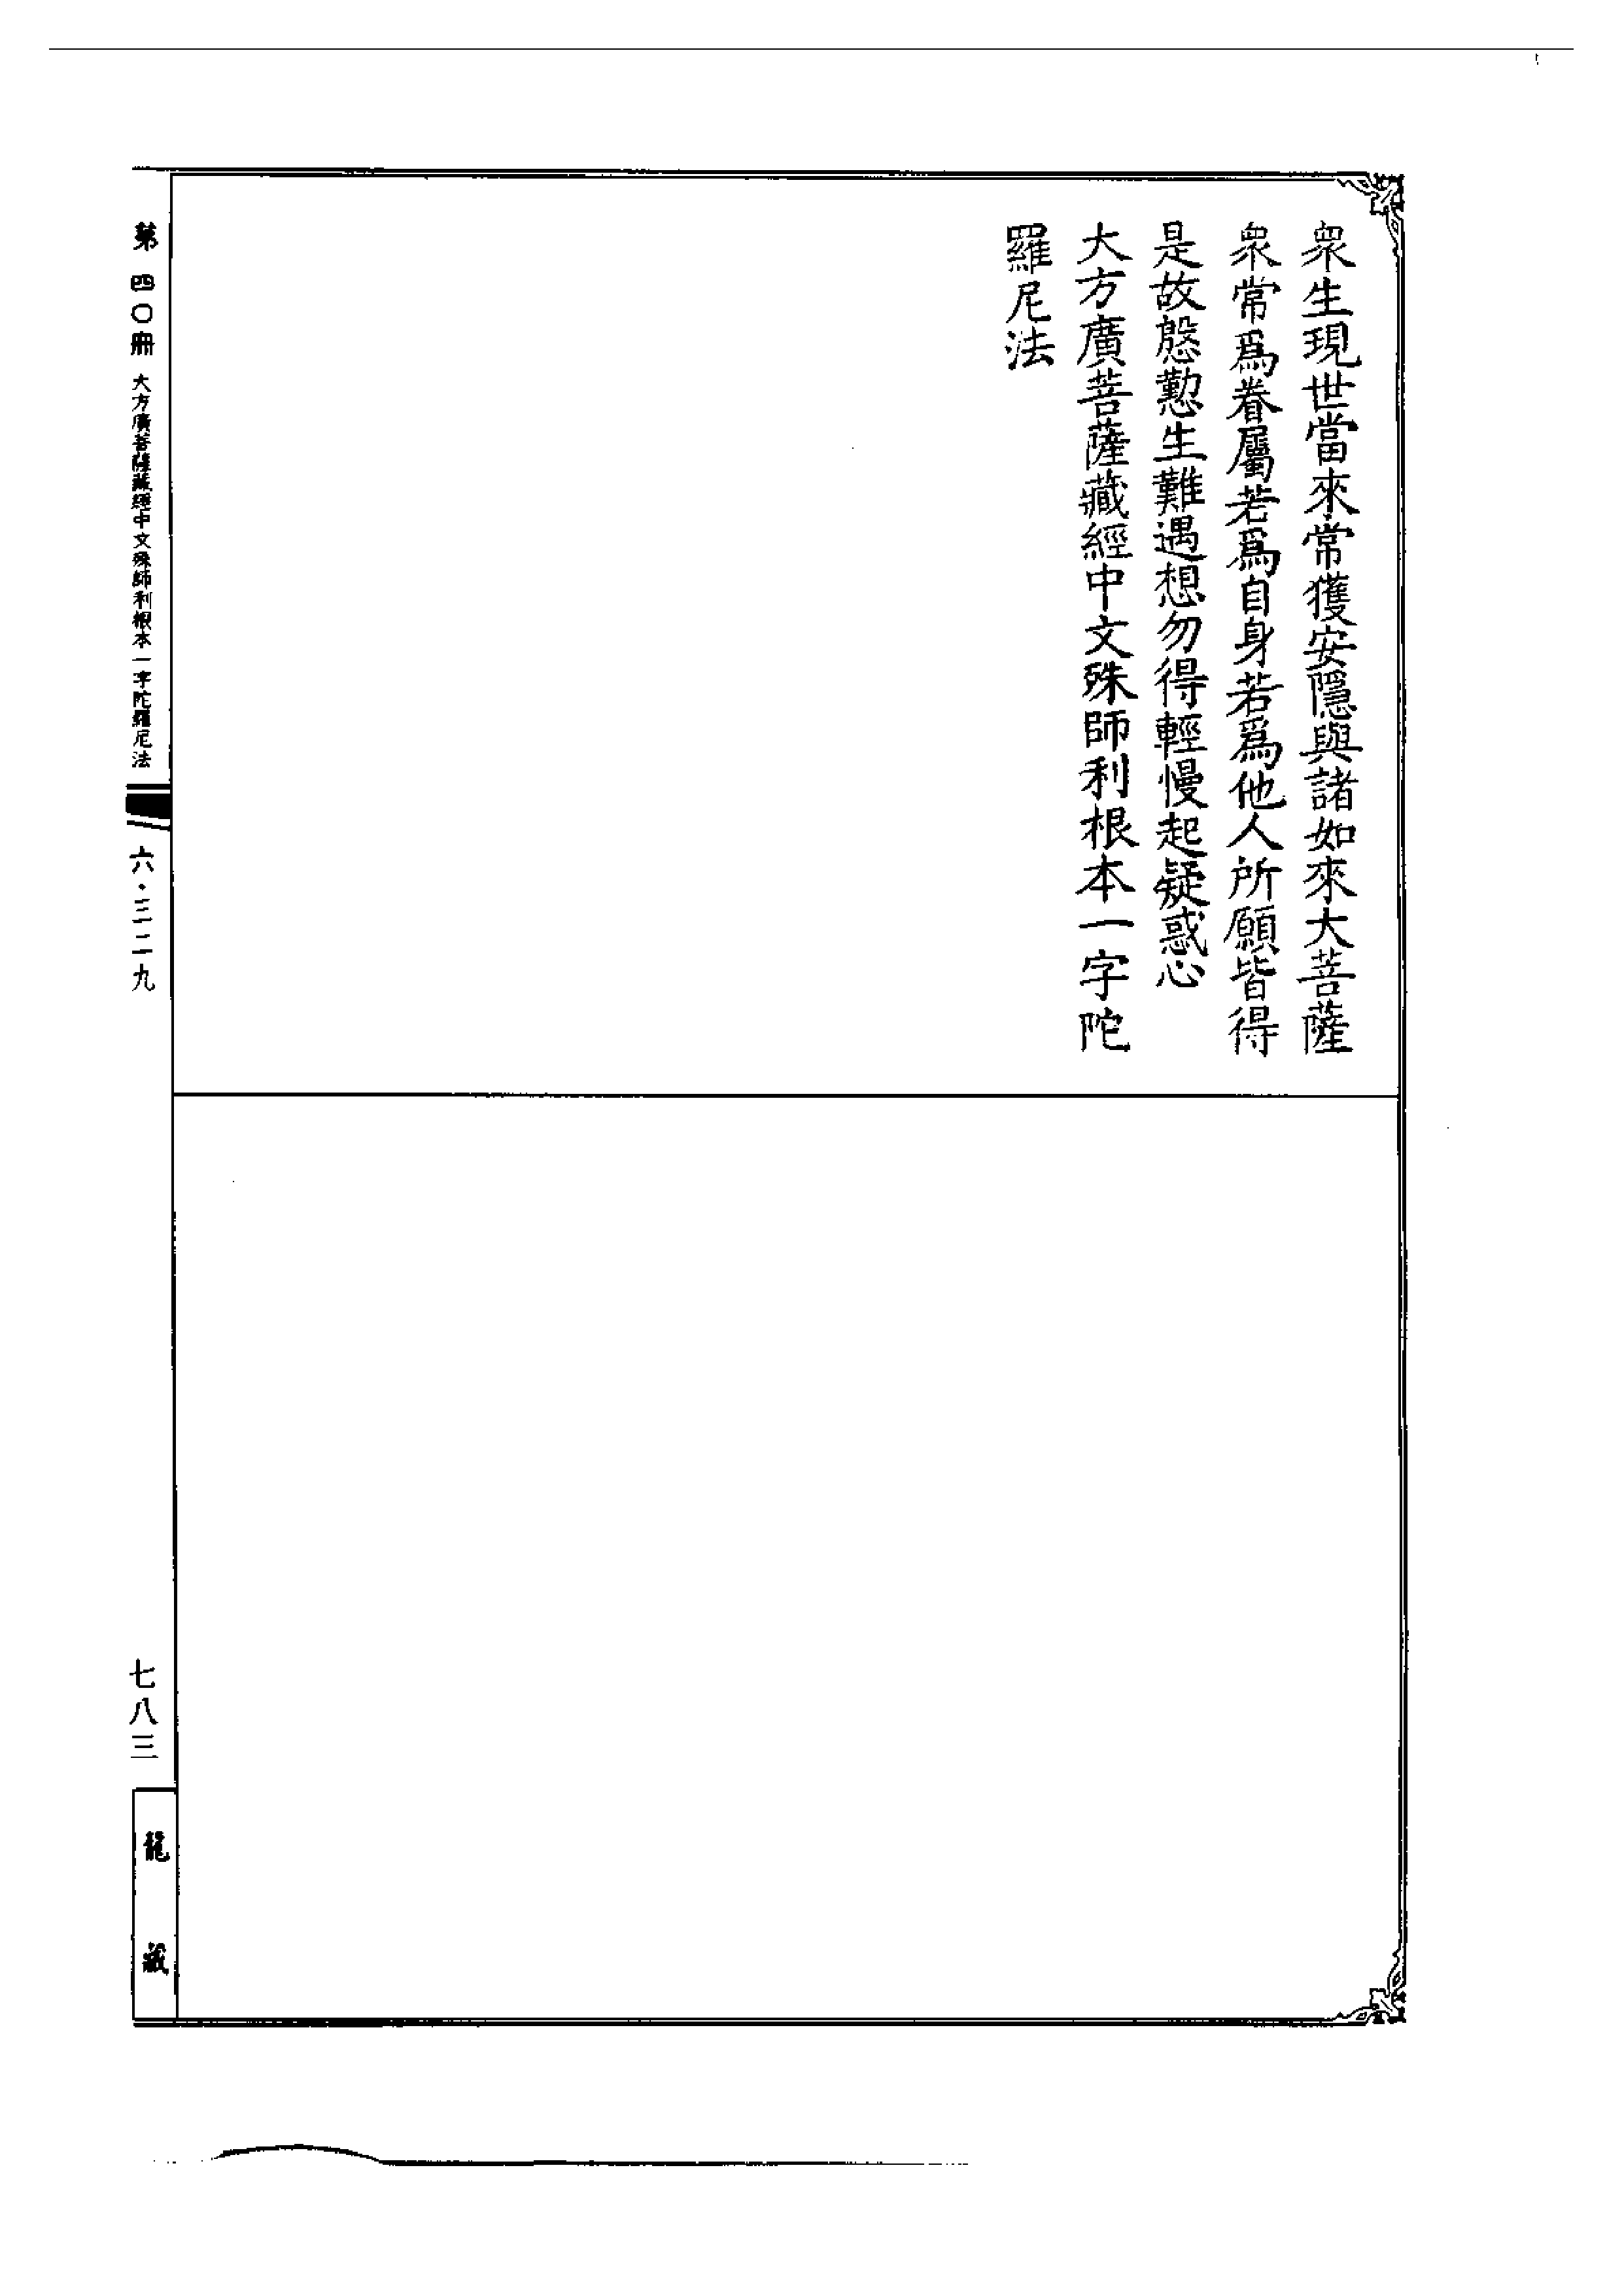 衆生現世當來常獲安隱與諸如來大菩薩
衆常爲眷屬若爲自身若爲他人所願皆得
是故慇懃生難遇想勿得輕慢起疑惑心
大方廣菩薩藏經中文殊師利根本一字陀
羅尼法
第四〇冊 大方廣菩薩藏經中文殊師利根本一字陀羅尼法 六·三二九
七八三
龍藏